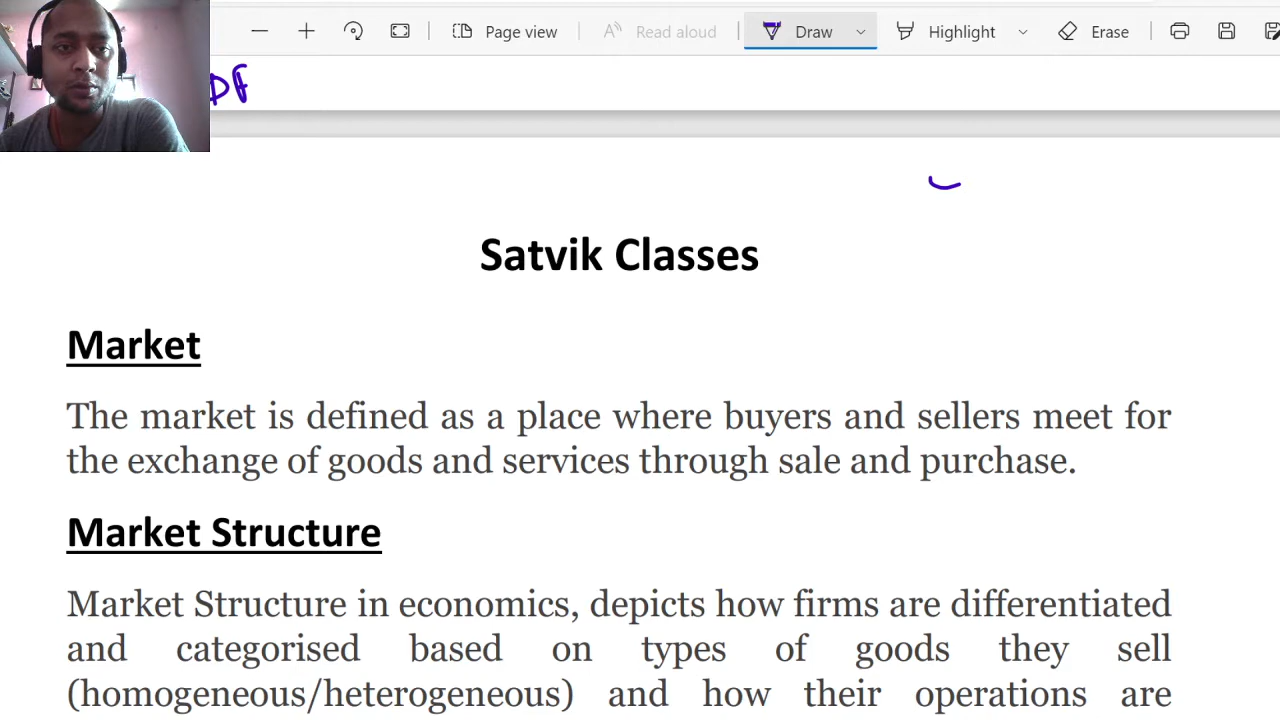 Page view Read aloud Draw Highlight Erase
DF
Satvik Classes
Market
The market is defined as a place where buyers and sellers meet for
the exchange of goods and services through sale and purchase.
Market Structure
Market Structure in economics, depicts how firms are differentiated
and categorised based on types of goods they sell
(homogeneous/heterogeneous) and how their operations are